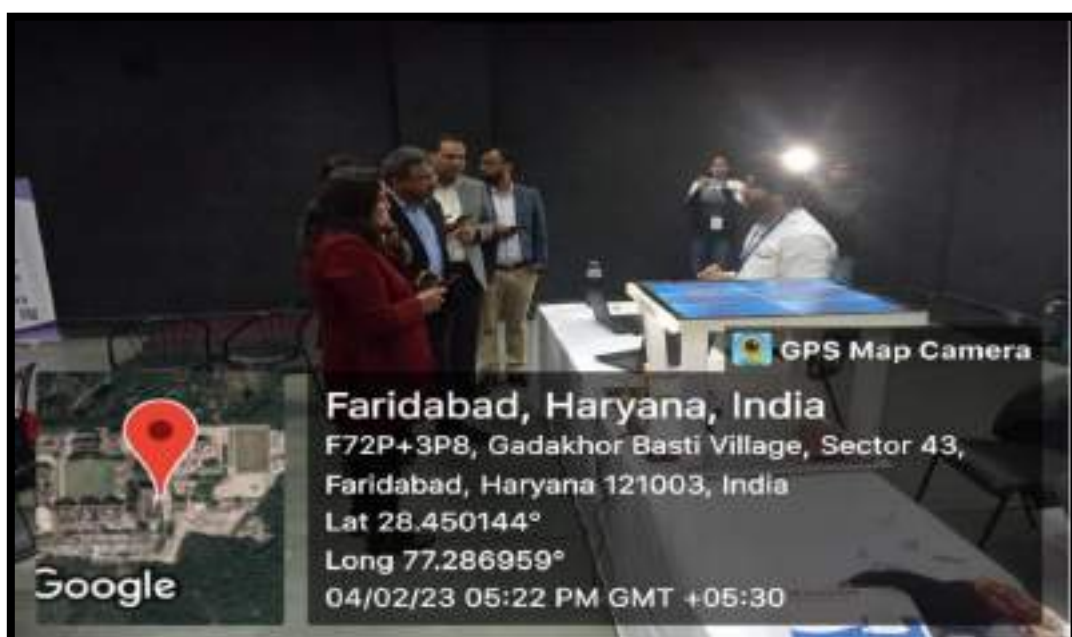 GPS Map Camera
Faridabad, Haryana, India
F72P+3P8, Gadakhor Basti Village, Sector 43,
Faridabad, Haryana 121003, India
Lat 28.450144°
Long 77.286959°
04/02/23 05:22 PM GMT +05:30
Google